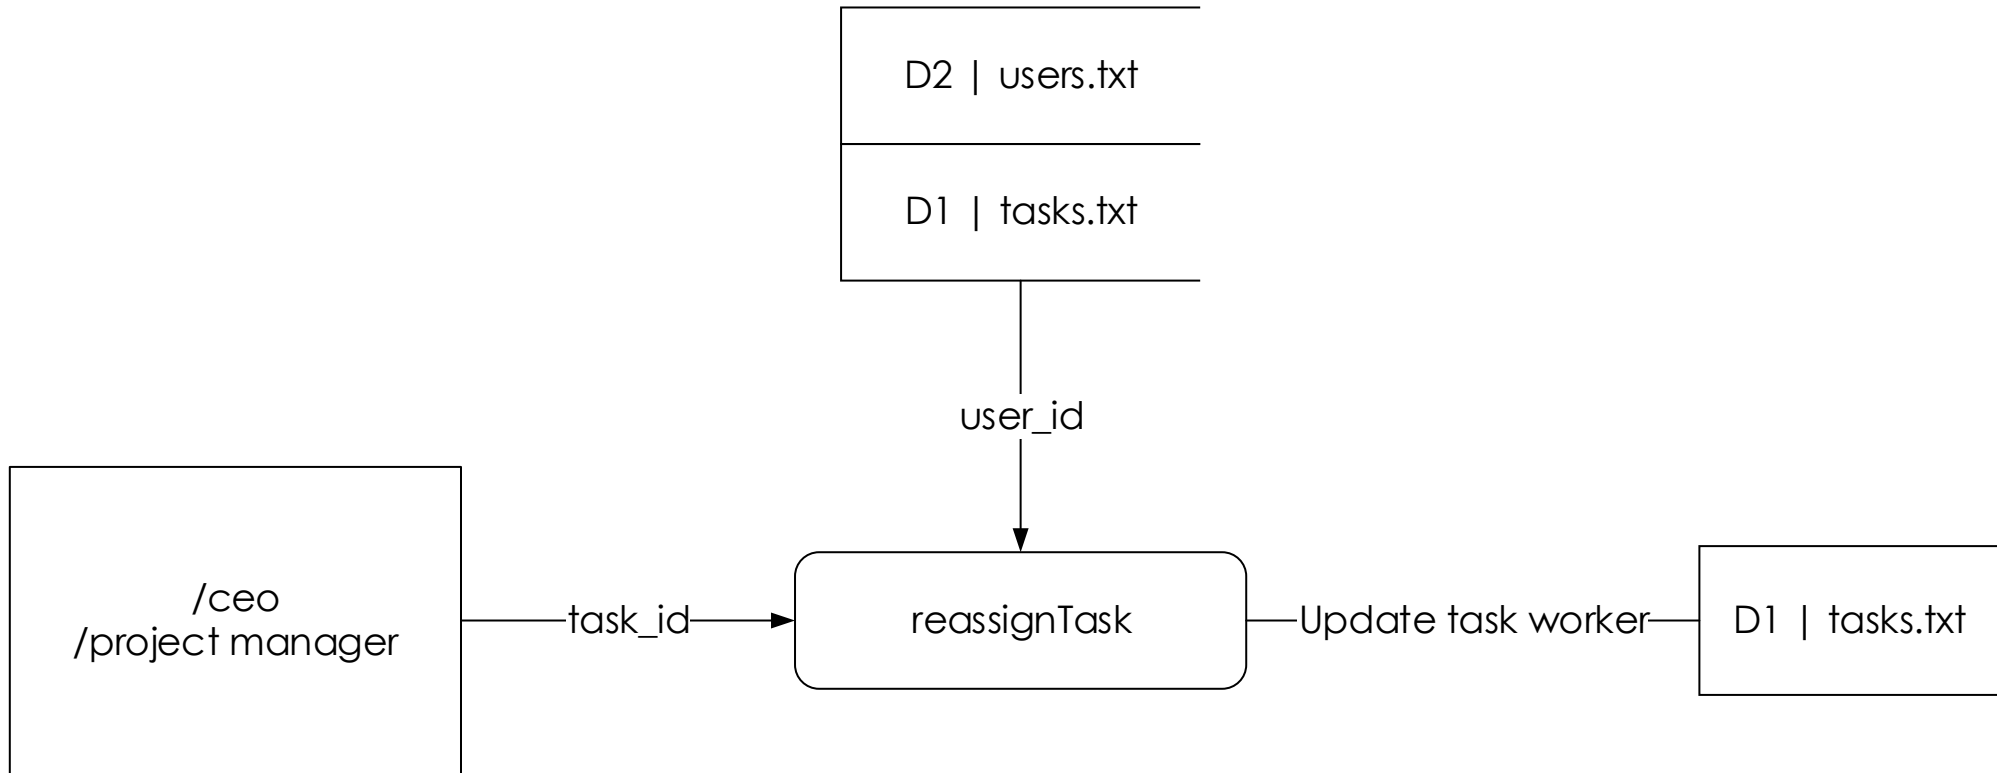 D2 | users.txt
D1 | tasks.txt
user_id
/ceo
/project manager
task_id
reassignTask
Update task worker
D1 | tasks.txt